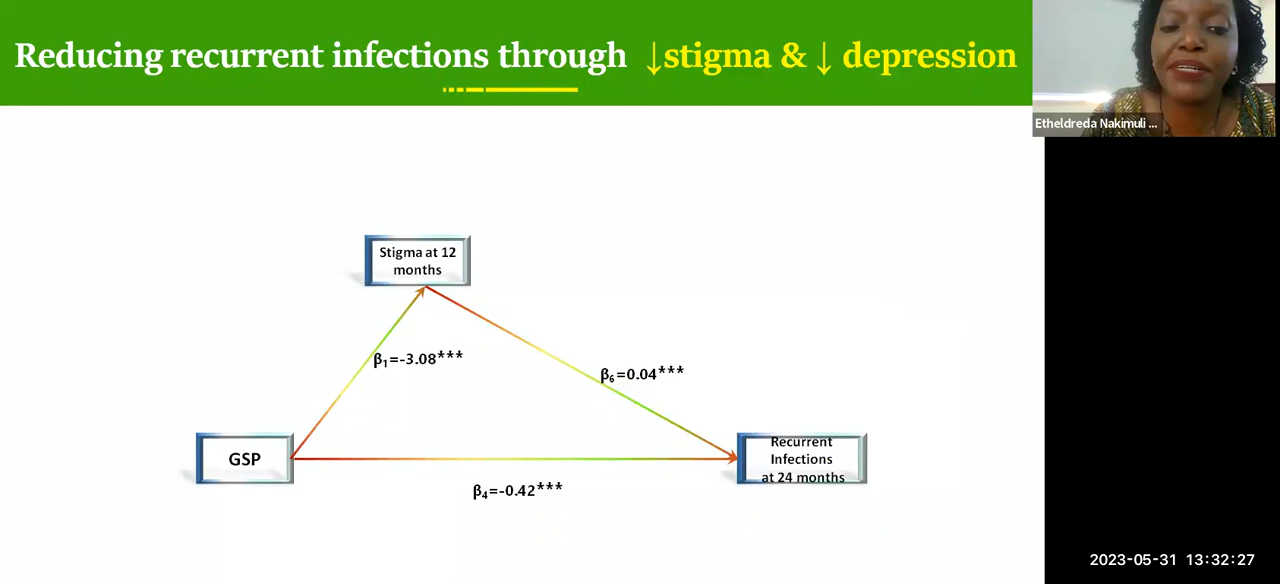 Reducing recurrent infections through ↓stigma & ↓ depression
Etheldreda Nakimuli ...
Stigma at 12
months
β₁=-3.08***
β₆=0.04***
GSP
Recurrent
Infections
at 24 months
β₄=-0.42***
2023-05-31 13:32:27